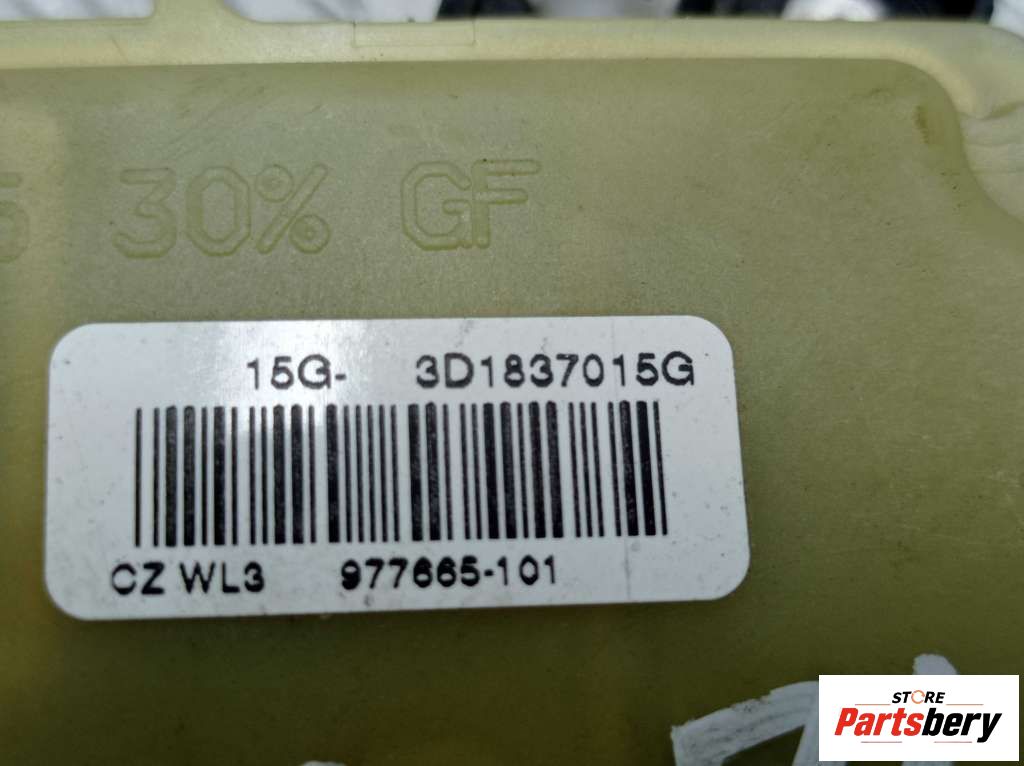 30% GF
15G- 3D1837015G
CZ WL3 977665-101
STORE
Partsbery